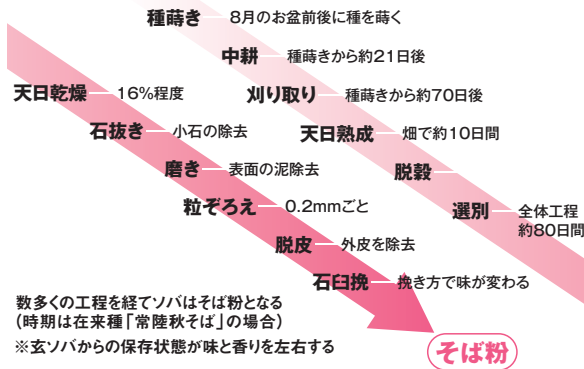 種蒔き 8月のお盆前後に種を蒔く
中耕 種蒔きから約21日後
刈り取り 種蒔きから約70日後
天日熟成 畑で約10日間
脱穀
選別 全体工程
約80日間
天日乾燥 16%程度
石抜き 小石の除去
磨き 表面の泥除去
粒ぞろえ 0.2mmごと
脱皮 外皮を除去
石臼挽 挽き方で味が変わる
そば粉
数多くの工程を経てソバはそば粉となる
(時期は在来種「常陸秋そば」の場合)
※玄ソバからの保存状態が味と香りを左右する